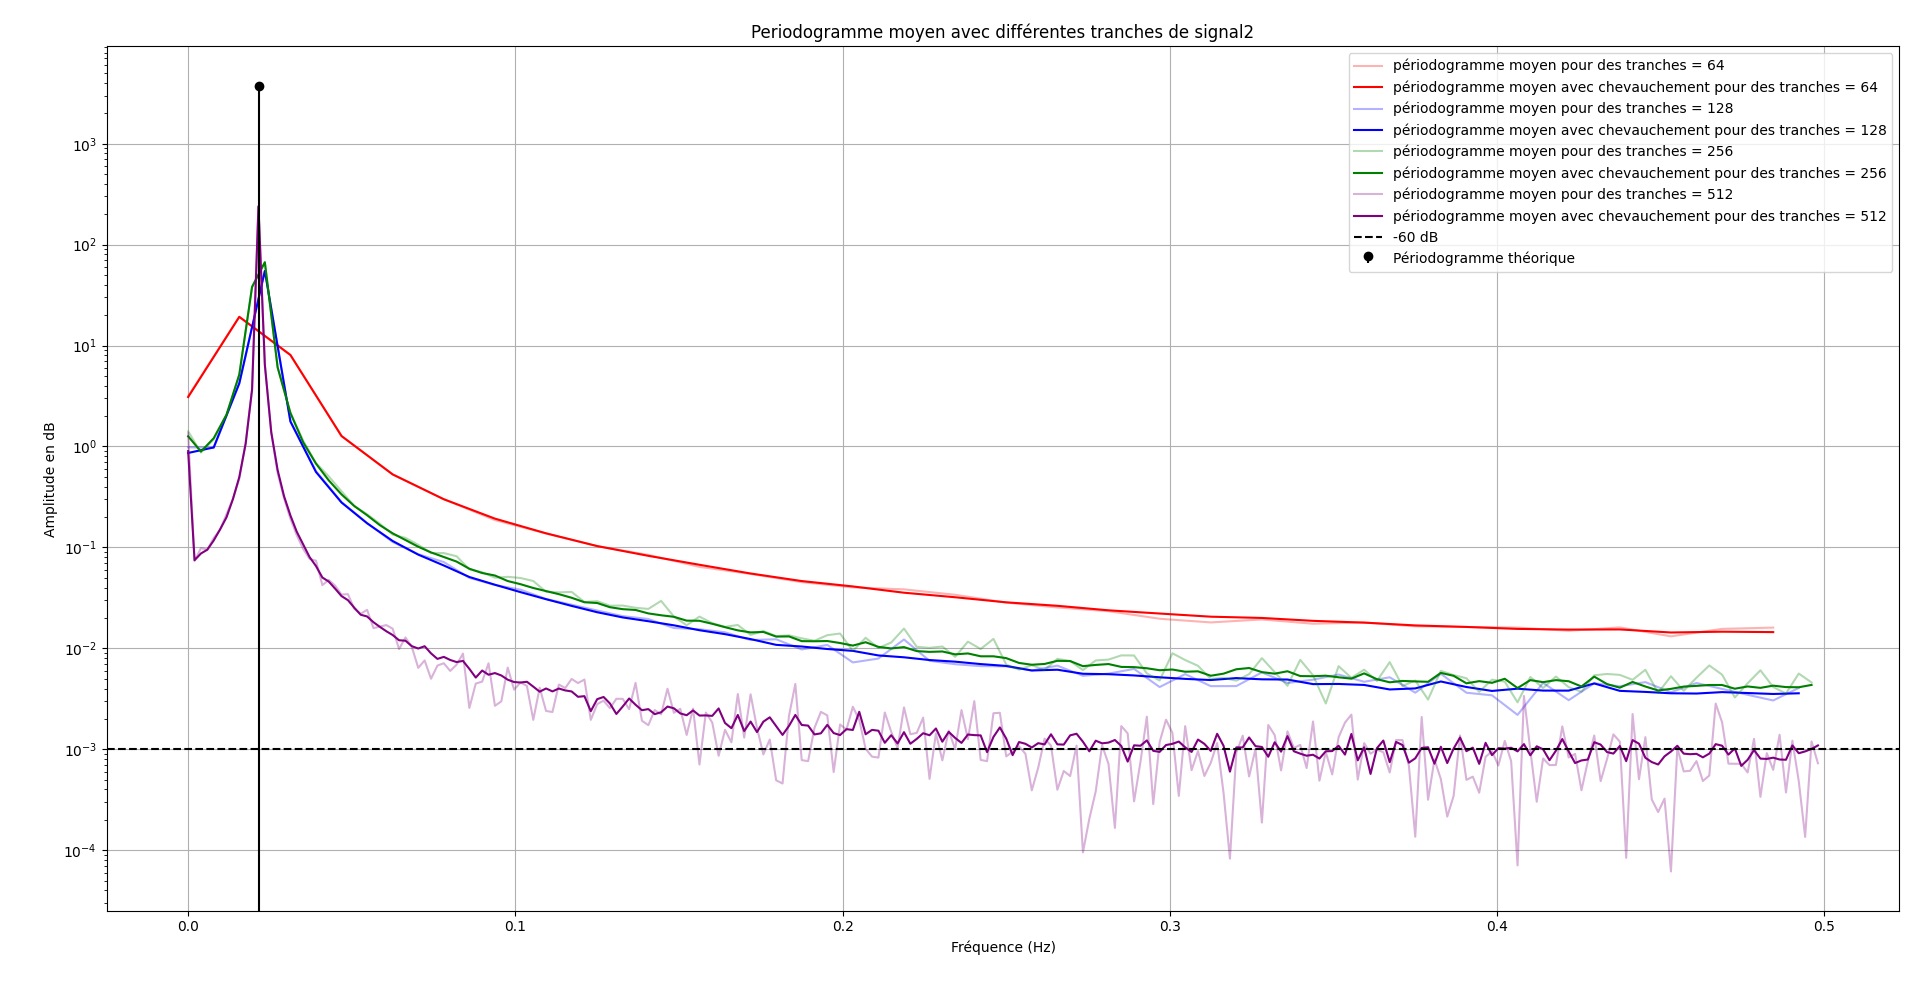 Periodogramme moyen avec différentes tranches de signal2
périodogramme moyen pour des tranches = 64
périodogramme moyen avec chevauchement pour des tranches = 64
périodogramme moyen pour des tranches = 128
périodogramme moyen avec chevauchement pour des tranches = 128
périodogramme moyen pour des tranches = 256
périodogramme moyen avec chevauchement pour des tranches = 256
périodogramme moyen pour des tranches = 512
périodogramme moyen avec chevauchement pour des tranches = 512
-60 dB
Périodogramme théorique
Amplitude en dB
10³
10²
10¹
10⁰
10⁻¹
10⁻²
10⁻³
10⁻⁴
0.0 0.1 0.2 0.3 0.4 0.5
Fréquence (Hz)